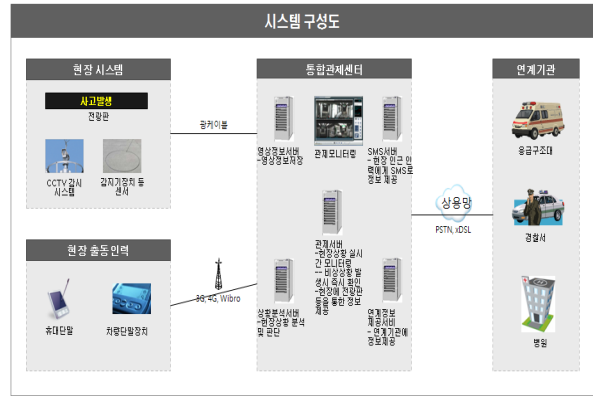 시스템 구성도
현장 시스템
사고발생
전광판
CCTV 감시
시스템
감지기장치 등
센서
현장 출동 인력
휴대단말
차량단말장치
광케이블
3G, 4G, Wibro
통합관제센터
영상정보서버
-영상정보저장
관제모니터링
SMS서버
- 현장 인근 인
력에게 SMS로
정보 제공
관제서버
-현장상황 실시
간 모니터링
-- 비상상황 발
생시 즉시 확인
-현장에 전광판
등을 통한 정보
제공
상황분석서버
-현장상황 분석
및 판단
연계정보
제공서비
- 연계기관에
정보제공
상용망
PSTN, xDSL
연계기관
응급구조대
경찰서
병원